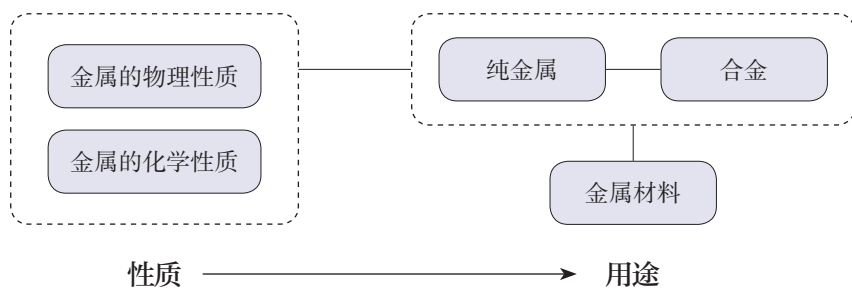 金属的物理性质
金属的化学性质
纯金属
合金
金属材料
性质
用途